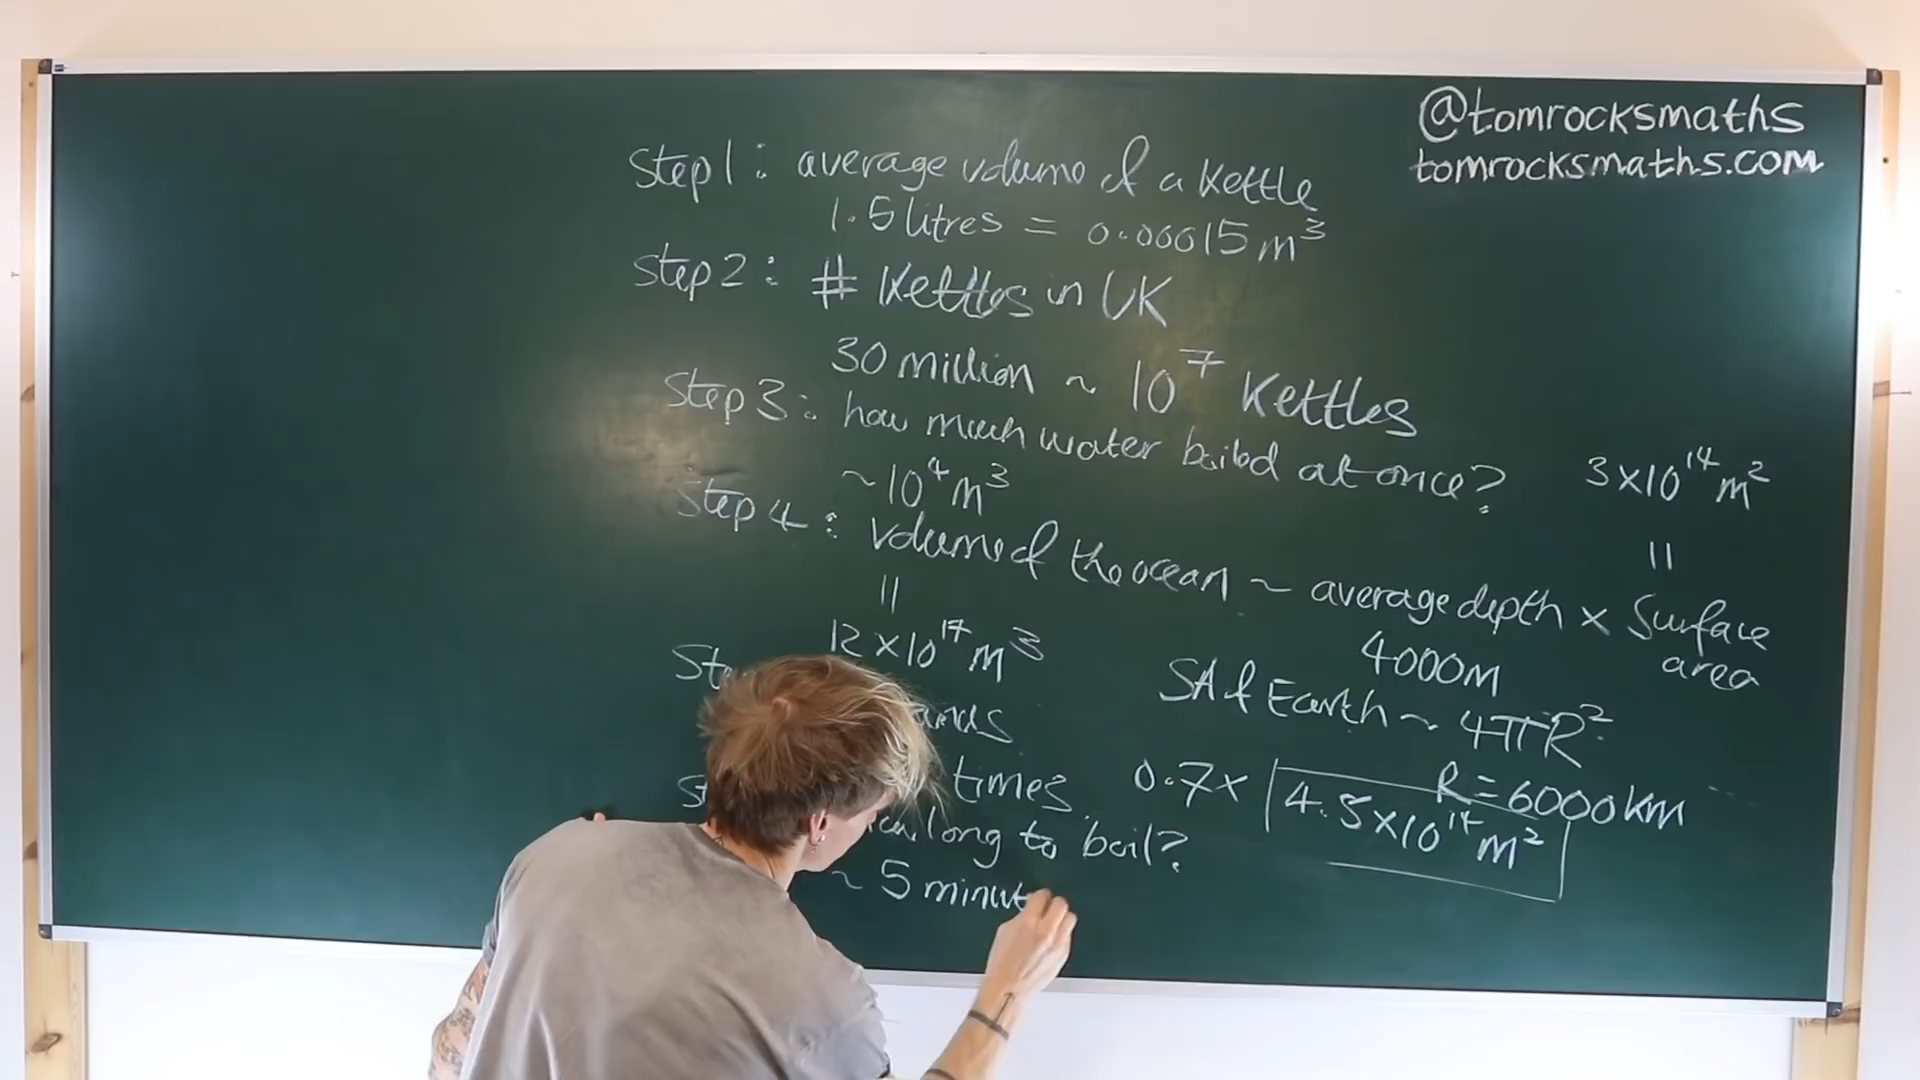 @tomrocksmaths
tomrocksmaths.com
Step 1: average volume of a kettle
1.5 litres = 0.00015 m³
Step 2: # kettles in UK
30 million ~ 10⁷ kettles
Step 3: how much water boiled at once?
~10⁴ m³
Step 4: volume of the ocean ~ average depth × Surface area
4000m
= 3×10¹⁴ m²
= 12×10¹⁷ m³
SA of Earth ~ 4πR²
R = 6000km
0.7× 4.5×10¹⁴ m²
times
long to boil?
~ 5 minut